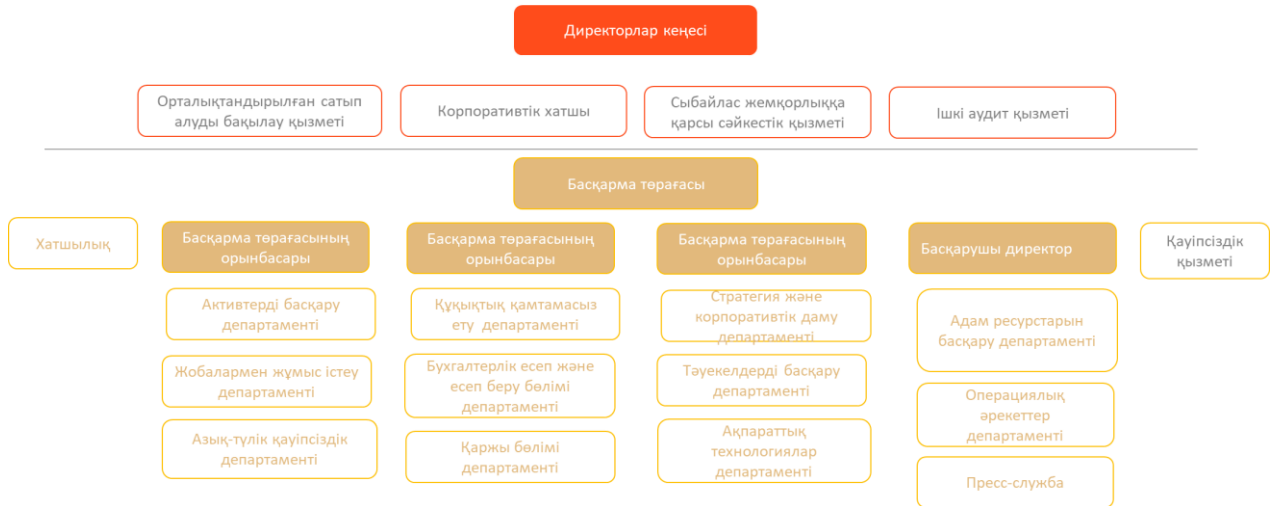 Директорлар кеңесі
Орталықтандырылған сатып
алуды бақылау қызметі
Корпоративтік хатшы
Сыбайлас жемқорлыққа
қарсы сәйкестік қызметі
Ішкі аудит қызметі
Басқарма төрағасы
Хатшылық
Басқарма төрағасының
орынбасары
Басқарма төрағасының
орынбасары
Басқарма төрағасының
орынбасары
Басқарушы директор
Қауіпсіздік
қызметі
Активтерді басқару
департаменті
Құқықтық қамтамасыз
ету департаменті
Стратегия және
корпоративтік даму
департаменті
Адам ресурстарын
басқару департаменті
Жобалармен жұмыс істеу
департаменті
Бухгалтерлік есеп және
есеп беру бөлімі
департаменті
Тәуекелдерді басқару
департаменті
Операциялық
әрекеттер
департаменті
Азық-түлік қауіпсіздік
департаменті
Қаржы бөлімі
департаменті
Ақпараттық
технологиялар
департаменті
Пресс-служба